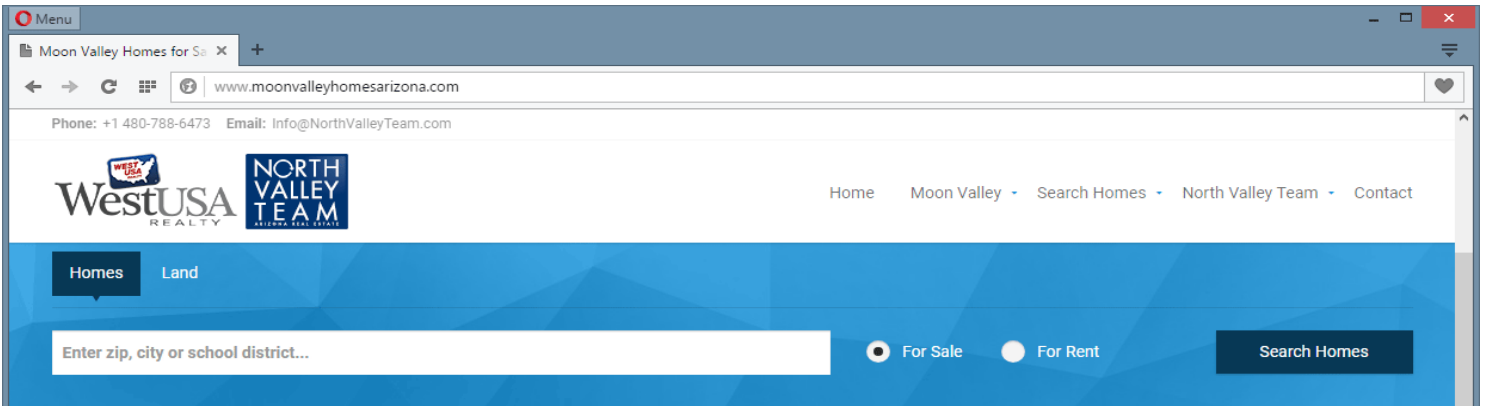 Menu
Moon Valley Homes for Sa
www.moonvalleyhomesarizona.com
Phone: +1 480-788-6473 Email: Info@NorthValleyTeam.com
WEST USA
WestUSA
REALTY
NORTH
VALLEY
TEAM
ARIZONA REAL ESTATE
Home Moon Valley Search Homes North Valley Team Contact
Homes Land
Enter zip, city or school district... For Sale For Rent Search Homes